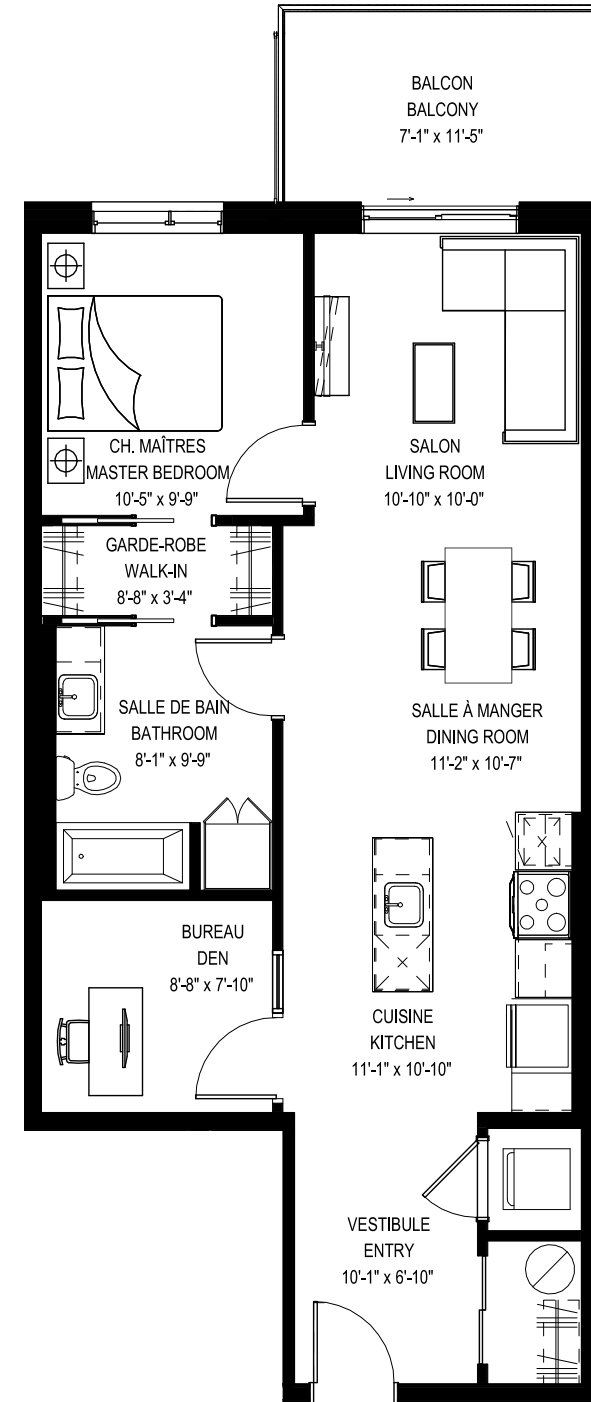 BALCON
BALCONY
7'-1" x 11'-5"
CH. MAÎTRES
MASTER BEDROOM
10'-5" x 9'-9"
SALON
LIVING ROOM
10'-10" x 10'-0"
GARDE-ROBE
WALK-IN
8'-8" x 3'-4"
SALLE DE BAIN
BATHROOM
8'-1" x 9'-9"
SALLE À MANGER
DINING ROOM
11'-2" x 10'-7"
BUREAU
DEN
8'-8" x 7'-10"
CUISINE
KITCHEN
11'-1" x 10'-10"
VESTIBULE
ENTRY
10'-1" x 6'-10"